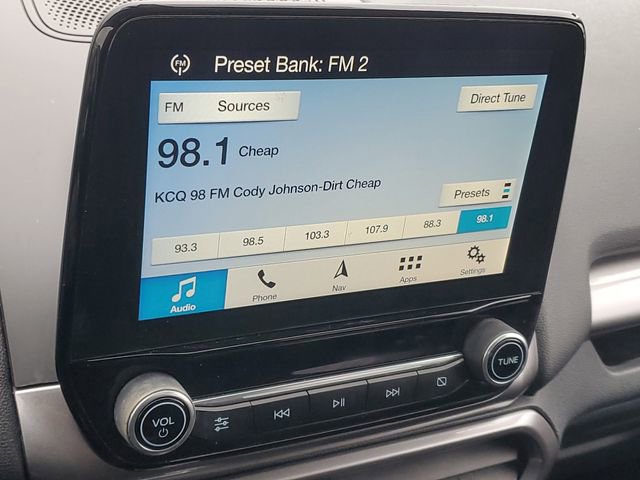 FM
Preset Bank: FM 2
FM Sources
Direct Tune
98.1 Cheap
KCQ 98 FM Cody Johnson-Dirt Cheap
Presets
93.3 98.5 103.3 107.9 88.3 98.1
Audio Phone Nav Apps Settings
VOL
TUNE